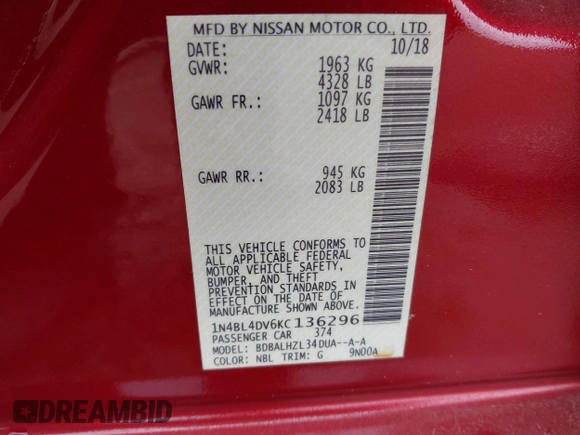 MFD BY NISSAN MOTOR CO., LTD.
DATE: 10/18
GVWR: 1963 KG
4328 LB
GAWR FR.: 1097 KG
2418 LB
GAWR RR.: 945 KG
2083 LB
THIS VEHICLE CONFORMS TO
ALL APPLICABLE FEDERAL
MOTOR VEHICLE SAFETY,
BUMPER, AND THEFT
PREVENTION STANDARDS IN
EFFECT ON THE DATE OF
MANUFACTURE SHOWN ABOVE.
1N4BL4DV6KC136296
PASSENGER CAR 374
MODEL: BDBALHZL34DUA--A-A
COLOR: NBL TRIM: G 9N00A
DREAMBID